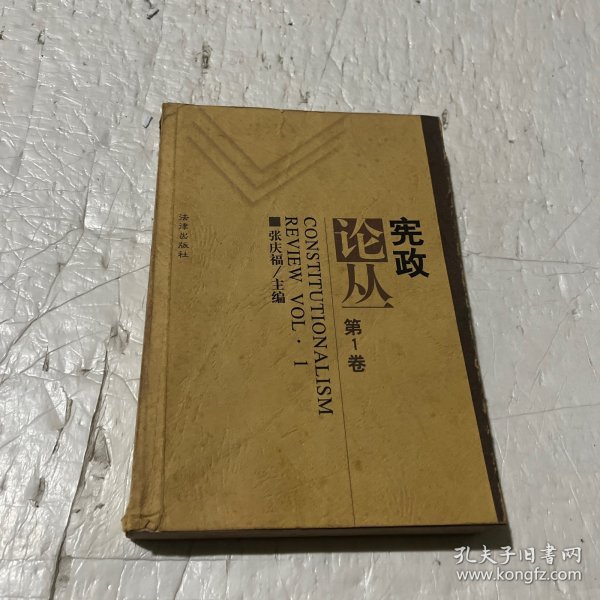 宪政
论丛
第1卷
CONSTITUTIONALISM
REVIEW VOL·1
■张庆福/主编
法律出版社
孔夫子旧书网
www.kongfz.com